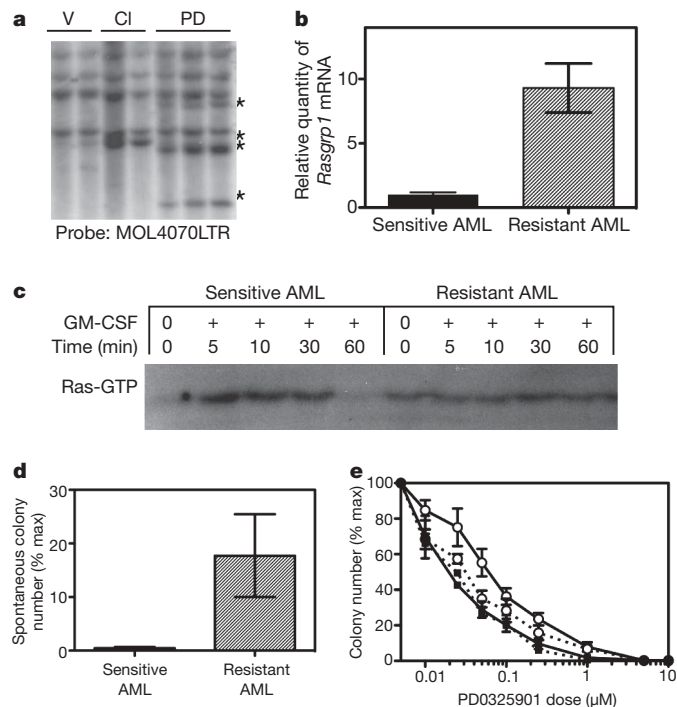 a
V CI PD
*
*
*
*
Probe: MOL4070LTR
b
Relative quantity of
Rasgrp1 mRNA
10
5
0
Sensitive AML Resistant AML
c
Sensitive AML Resistant AML
GM-CSF 0 + + + + 0 + + + +
Time (min) 0 5 10 30 60 0 5 10 30 60
Ras-GTP
d
Spontaneous colony
number (% max)
30
20
10
0
Sensitive
AML
Resistant
AML
e
Colony number (% max)
100
80
60
40
20
0
0.01 0.1 1 10
PD0325901 dose (µM)